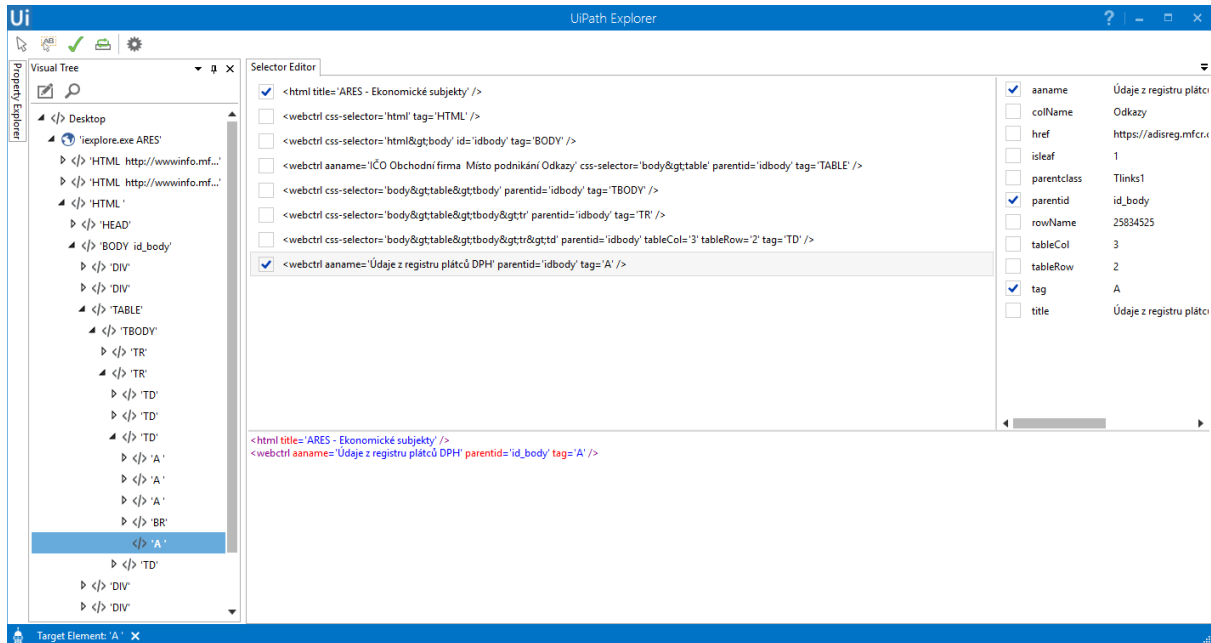 Ui
UiPath Explorer
?
AB
Property Explorer
Visual Tree
Selector Editor
</> Desktop
'iexplore.exe ARES'
</> 'HTML http://wwwinfo.mf...'
</> 'HTML http://wwwinfo.mf...'
</> 'HTML '
</> 'HEAD'
</> 'BODY id_body'
</> 'DIV'
</> 'DIV'
</> 'TABLE'
</> 'TBODY'
</> 'TR'
</> 'TR'
</> 'TD'
</> 'TD'
</> 'TD'
</> 'A '
</> 'A '
</> 'A '
</> 'BR'
</> 'A '
</> 'TD'
</> 'DIV'
</> 'DIV'
<html title='ARES - Ekonomické subjekty' />
<webctrl css-selector='html' tag='HTML' />
<webctrl css-selector='html&gt;body' id='idbody' tag='BODY' />
<webctrl aaname='IČO Obchodní firma  Místo podnikání Odkazy' css-selector='body&gt;table' parentid='idbody' tag='TABLE' />
<webctrl css-selector='body&gt;table&gt;tbody' parentid='idbody' tag='TBODY' />
<webctrl css-selector='body&gt;table&gt;tbody&gt;tr' parentid='idbody' tag='TR' />
<webctrl css-selector='body&gt;table&gt;tbody&gt;tr&gt;td' parentid='idbody' tableCol='3' tableRow='2' tag='TD' />
<webctrl aaname='Údaje z registru plátců DPH' parentid='idbody' tag='A' />
aaname Údaje z registru plátc
colName Odkazy
href https://adisreg.mfcr.c
isleaf 1
parentclass Tlinks1
parentid id_body
rowName 25834525
tableCol 3
tableRow 2
tag A
title Údaje z registru plátc
<html title='ARES - Ekonomické subjekty' />
<webctrl aaname='Údaje z registru plátců DPH' parentid='id_body' tag='A' />
Target Element: 'A '